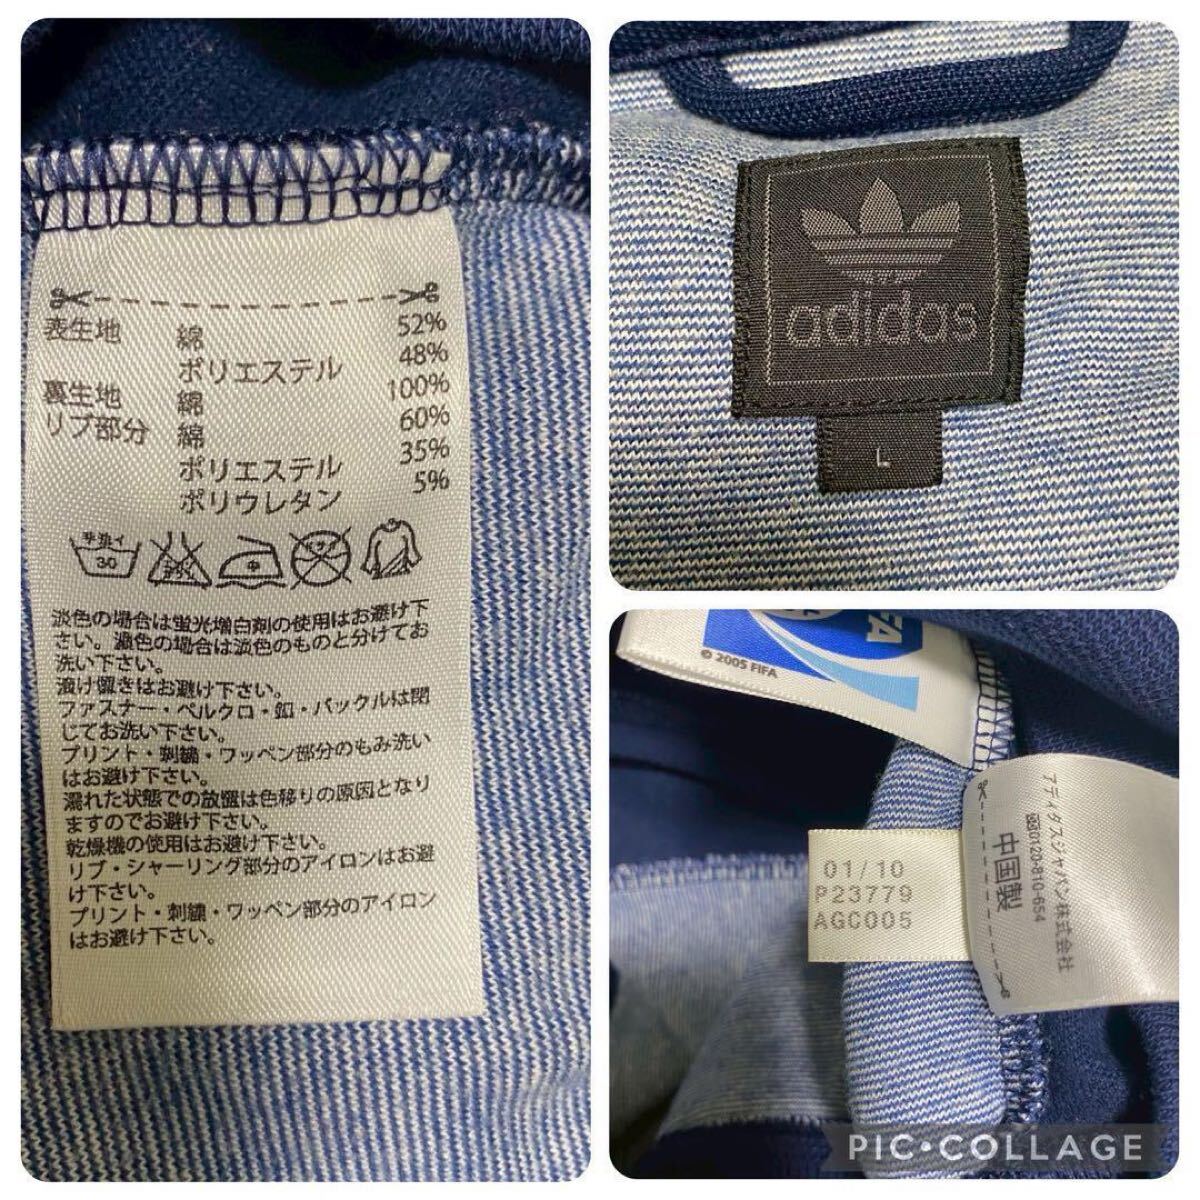 表生地 綿 52%
ポリエステル 48%
裏生地 綿 100%
リブ部分 綿 60%
ポリエステル 35%
ポリウレタン 5%
手洗イ
30
淡色の場合は蛍光増白剤の使用はお避け下
さい。濃色の場合は淡色のものと分けてお
洗い下さい。
漬け置きはお避け下さい。
ファスナー・ベルクロ・釦・バックルは閉
じてお洗い下さい。
プリント・刺繍・ワッペン部分のもみ洗い
はお避け下さい。
濡れた状態での放置は色移りの原因となり
ますのでお避け下さい。
乾燥機の使用はお避け下さい。
リブ・シャーリング部分のアイロンはお避
け下さい。
プリント・刺繍・ワッペン部分のアイロン
はお避け下さい。
adidas
L
© 2005 FIFA
01/10
P23779
AGC005
アディダスジャパン株式会社
0120-810-654
中国製
PIC•COLLAGE